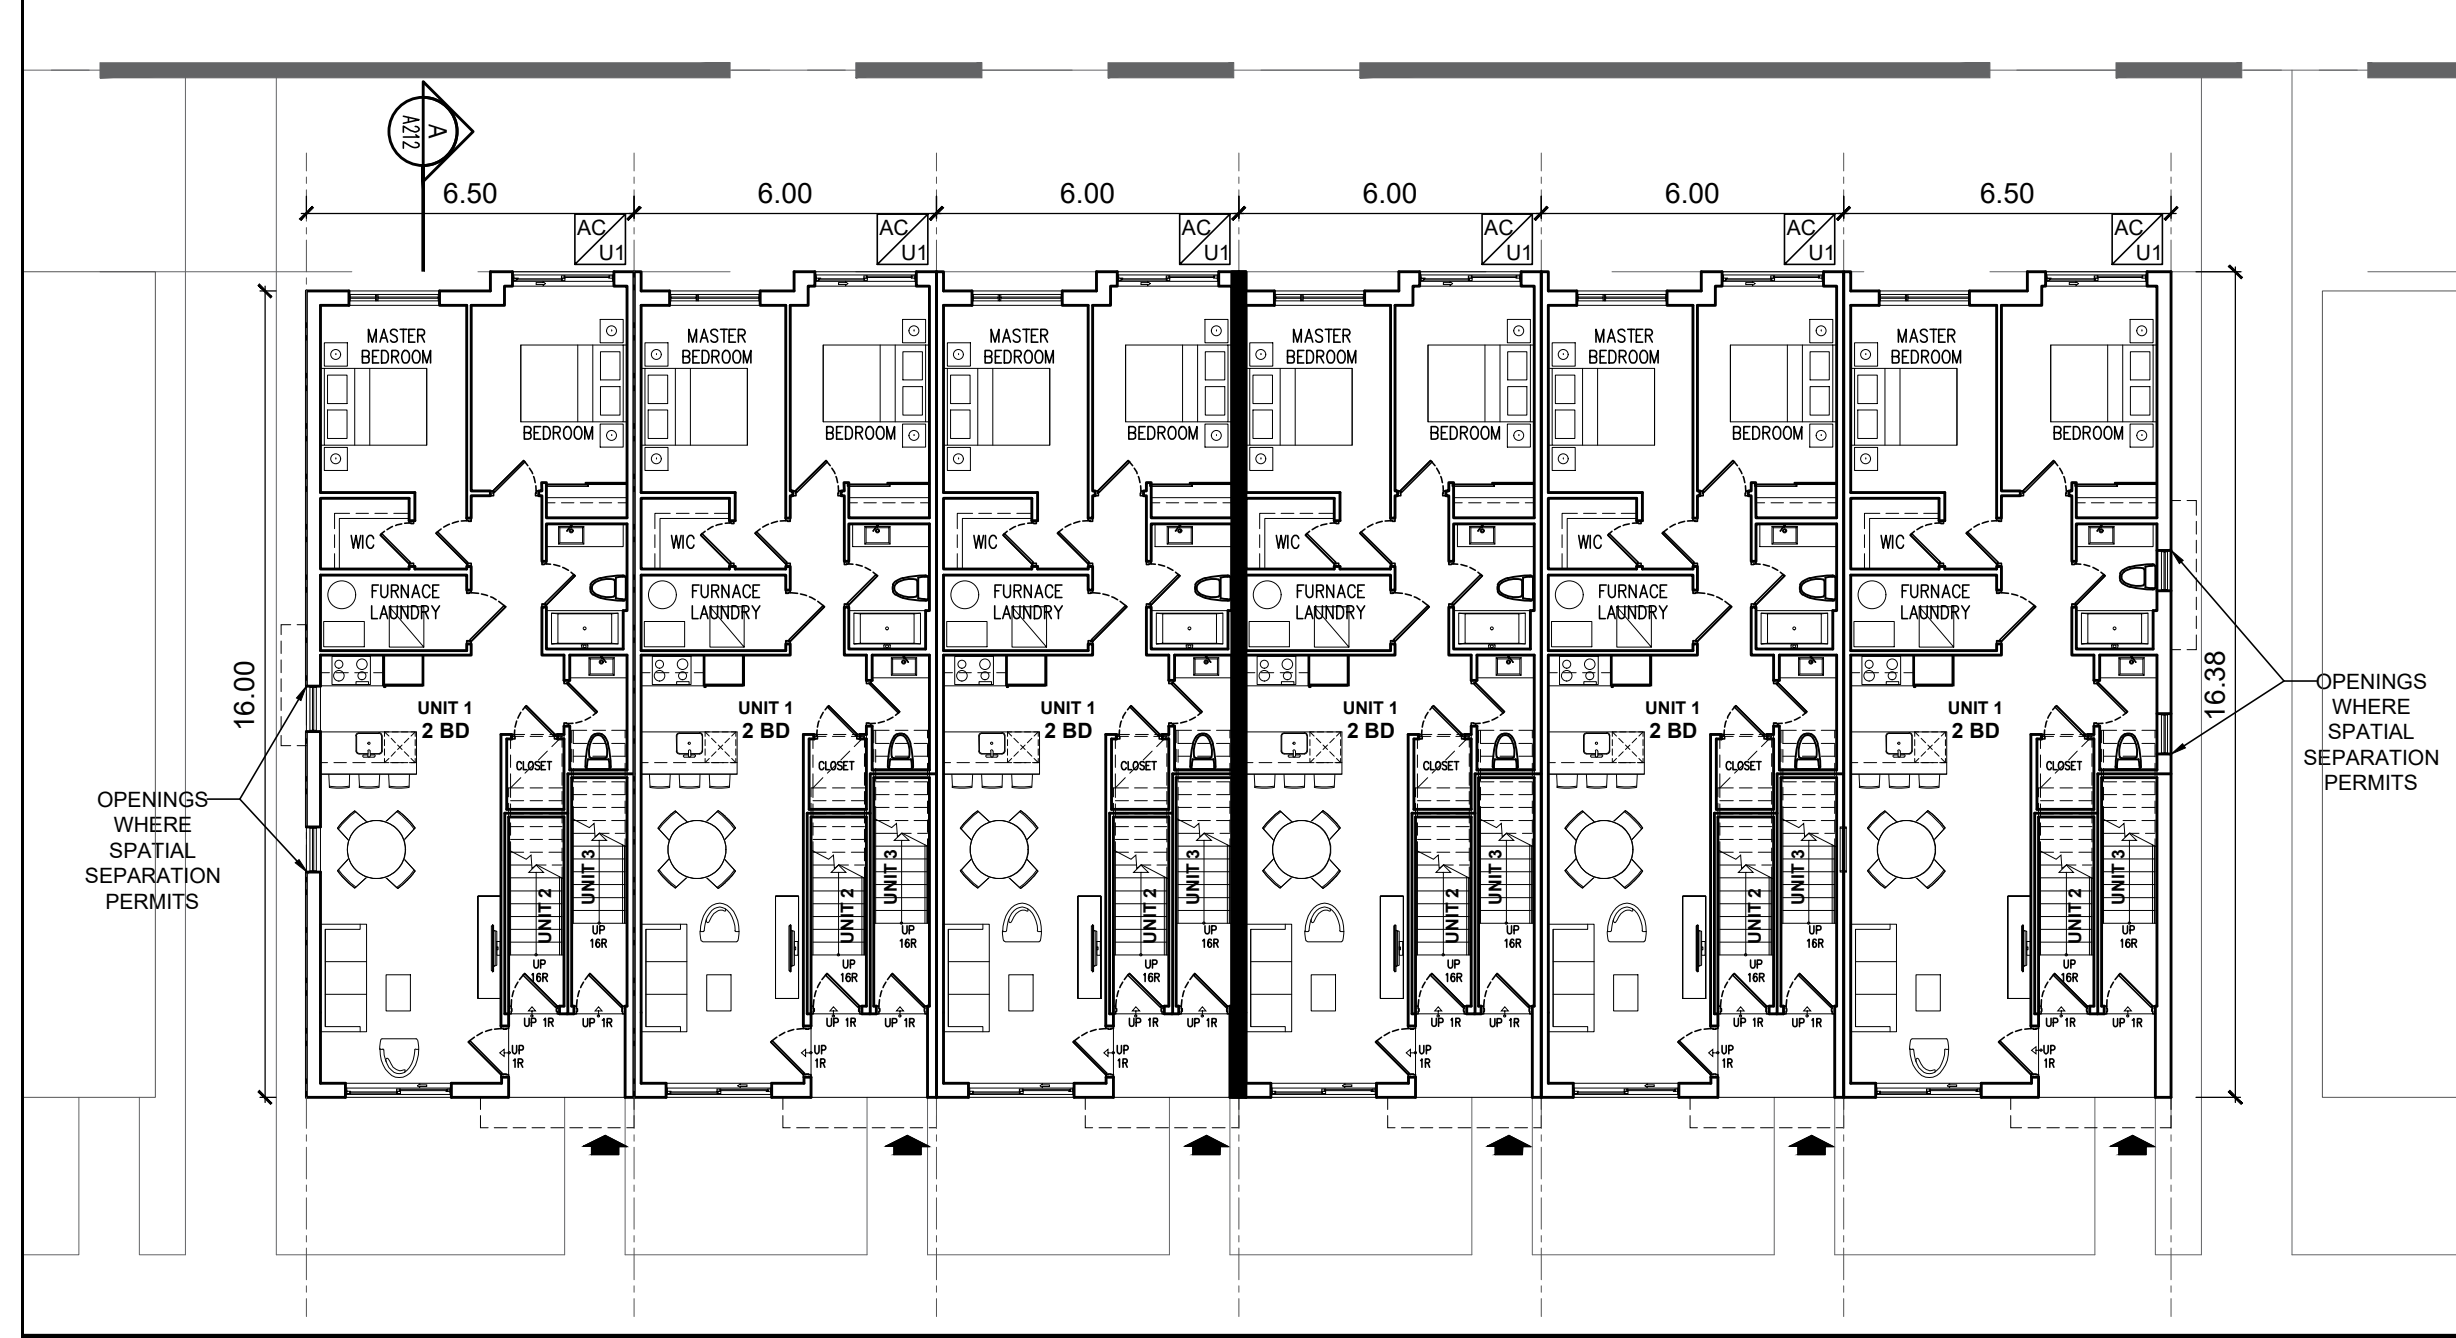 A
A212
6.50
6.00
6.00
6.00
6.00
6.50
AC
U1
AC
U1
AC
U1
AC
U1
AC
U1
AC
U1
MASTER
BEDROOM
BEDROOM
WIC
FURNACE
LAUNDRY
UNIT 1
2 BD
CLOSET
UNIT 2
UNIT 3
UP
16R
UP
16R
UP 1R
UP 1R
UP
1R
MASTER
BEDROOM
BEDROOM
WIC
FURNACE
LAUNDRY
UNIT 1
2 BD
CLOSET
UNIT 2
UNIT 3
UP
16R
UP
16R
UP 1R
UP 1R
UP
1R
MASTER
BEDROOM
BEDROOM
WIC
FURNACE
LAUNDRY
UNIT 1
2 BD
CLOSET
UNIT 2
UNIT 3
UP
16R
UP
16R
UP 1R
UP 1R
UP
1R
MASTER
BEDROOM
BEDROOM
WIC
FURNACE
LAUNDRY
UNIT 1
2 BD
CLOSET
UNIT 2
UNIT 3
UP
16R
UP
16R
UP 1R
UP 1R
UP
1R
MASTER
BEDROOM
BEDROOM
WIC
FURNACE
LAUNDRY
UNIT 1
2 BD
CLOSET
UNIT 2
UNIT 3
UP
16R
UP
16R
UP 1R
UP 1R
UP
1R
MASTER
BEDROOM
BEDROOM
WIC
FURNACE
LAUNDRY
UNIT 1
2 BD
CLOSET
UNIT 2
UNIT 3
UP
16R
UP
16R
UP 1R
UP 1R
UP
1R
16.00
16.38
OPENINGS
WHERE
SPATIAL
SEPARATION
PERMITS
OPENINGS
WHERE
SPATIAL
SEPARATION
PERMITS